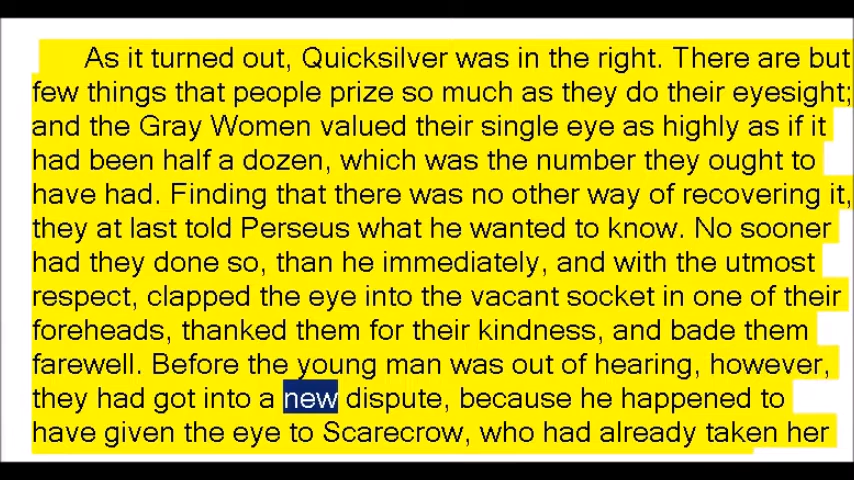 As it turned out, Quicksilver was in the right. There are but
few things that people prize so much as they do their eyesight;
and the Gray Women valued their single eye as highly as if it
had been half a dozen, which was the number they ought to
have had. Finding that there was no other way of recovering it,
they at last told Perseus what he wanted to know. No sooner
had they done so, than he immediately, and with the utmost
respect, clapped the eye into the vacant socket in one of their
foreheads, thanked them for their kindness, and bade them
farewell. Before the young man was out of hearing, however,
they had got into a new dispute, because he happened to
have given the eye to Scarecrow, who had already taken her